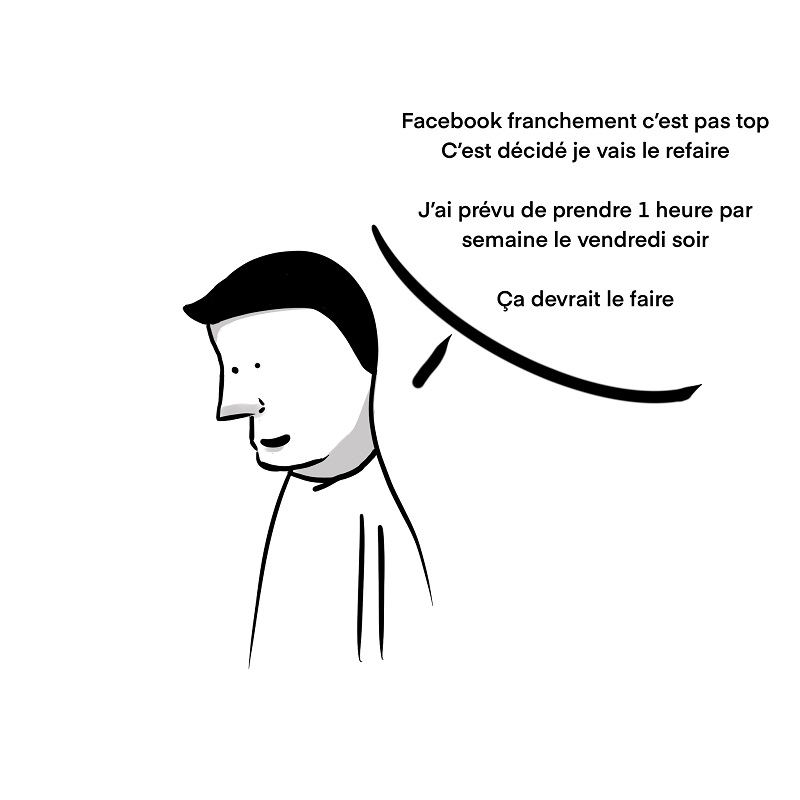 Facebook franchement c'est pas top
C'est décidé je vais le refaire
J'ai prévu de prendre 1 heure par
semaine le vendredi soir
Ça devrait le faire